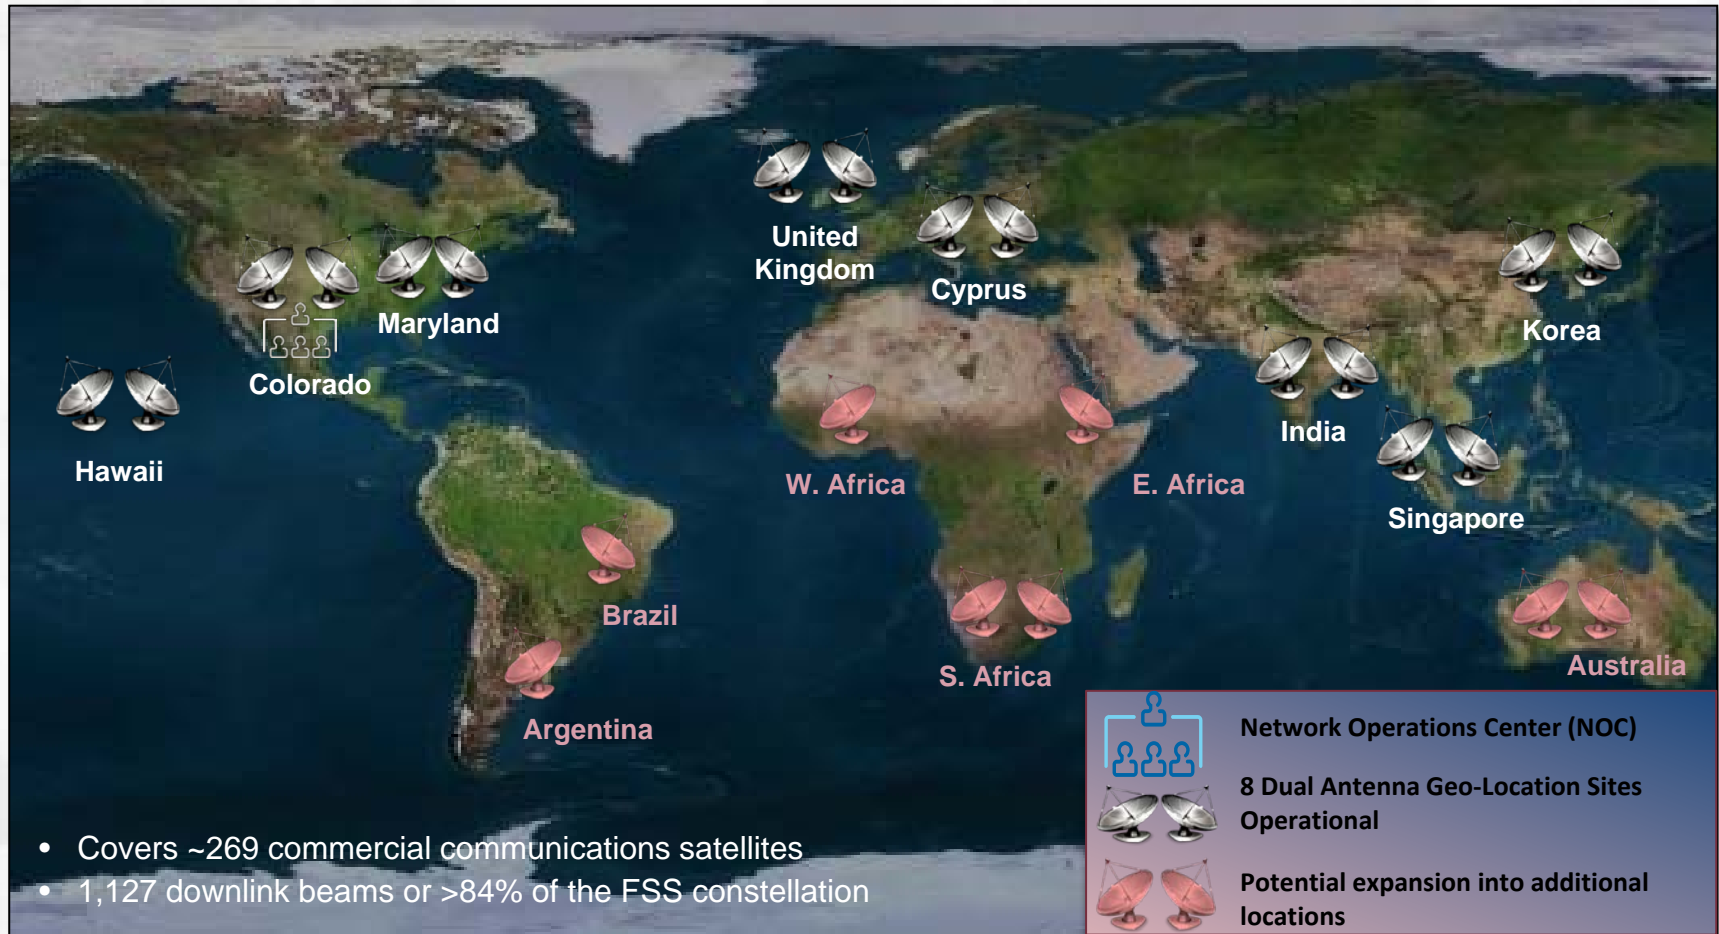 United
Kingdom
Cyprus
Maryland
Korea
Colorado
India
Hawaii
W. Africa
E. Africa
Singapore
Brazil
S. Africa
Australia
Argentina
Network Operations Center (NOC)
8 Dual Antenna Geo-Location Sites
Operational
• Covers ~269 commercial communications satellites
• 1,127 downlink beams or >84% of the FSS constellation
Potential expansion into additional
locations